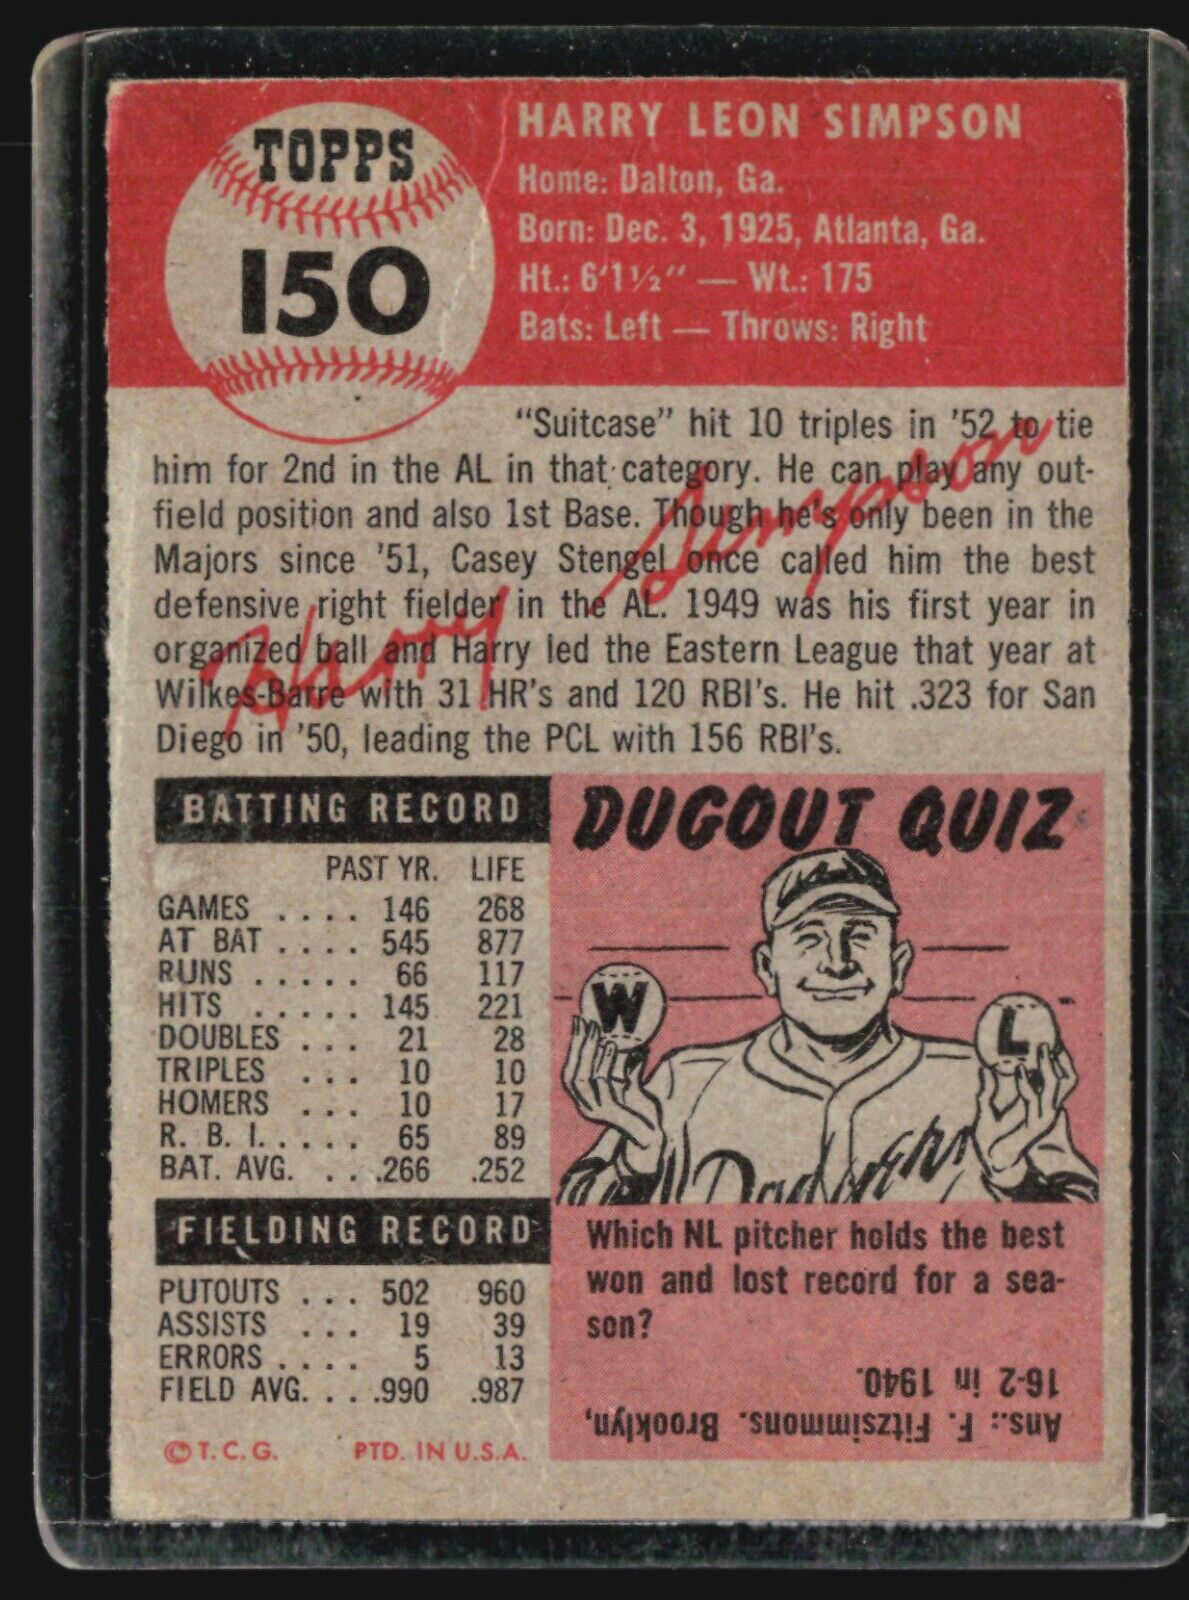 TOPPS
150
HARRY LEON SIMPSON
Home: Dalton, Ga.
Born: Dec. 3, 1925, Atlanta, Ga.
Ht.: 6'1½" — Wt.: 175
Bats: Left — Throws: Right
"Suitcase" hit 10 triples in '52 to tie
him for 2nd in the AL in that category. He can play any out-
field position and also 1st Base. Though he's only been in the
Majors since '51, Casey Stengel once called him the best
defensive right fielder in the AL. 1949 was his first year in
organized ball and Harry led the Eastern League that year at
Wilkes-Barre with 31 HR's and 120 RBI's. He hit .323 for San
Diego in '50, leading the PCL with 156 RBI's.
Harry Simpson
BATTING RECORD
PAST YR. LIFE
GAMES .... 146 268
AT BAT .... 545 877
RUNS ..... 66 117
HITS ..... 145 221
DOUBLES ... 21 28
TRIPLES ... 10 10
HOMERS ... 10 17
R. B. I. .... 65 89
BAT. AVG. ... .266 .252
FIELDING RECORD
PUTOUTS ... 502 960
ASSISTS ... 19 39
ERRORS .... 5 13
FIELD AVG. ... .990 .987
© T. C. G. PTD. IN U.S.A.
DUGOUT QUIZ
W
L
Dodgers
Which NL pitcher holds the best
won and lost record for a sea-
son?
Ans.: F. Fitzsimmons. Brooklyn,
16-2 in 1940.